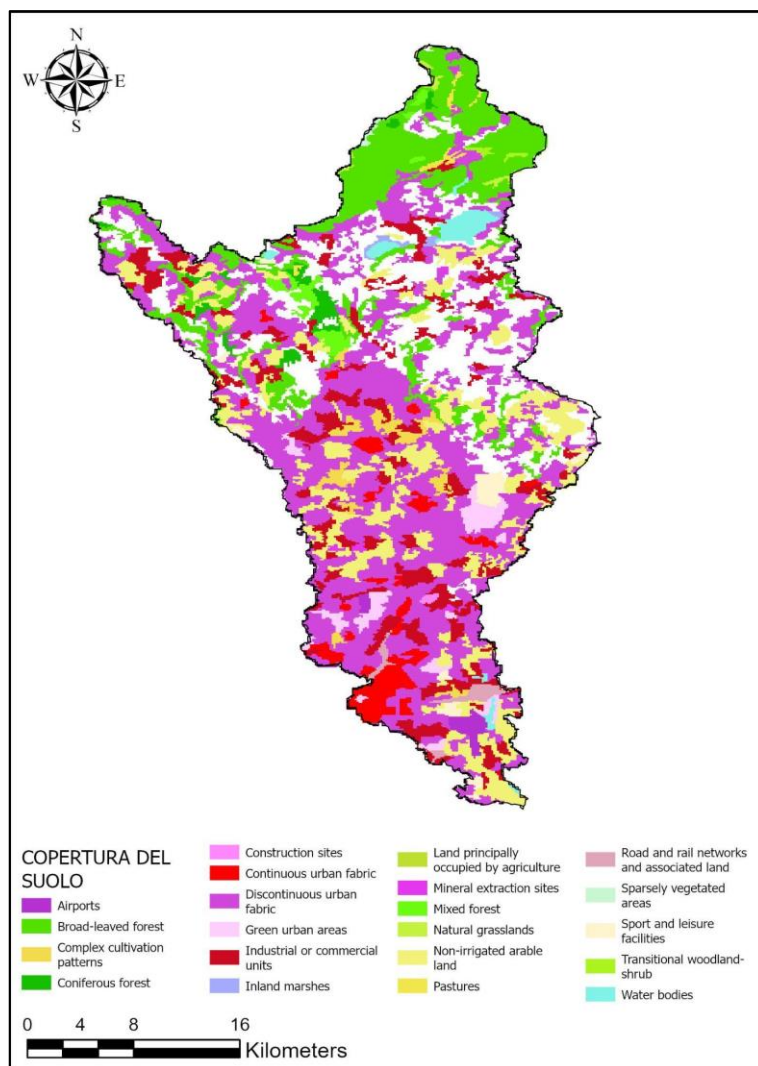 N
W E
S
COPERTURA DEL
SUOLO
Airports
Broad-leaved forest
Complex cultivation
patterns
Coniferous forest
Construction sites
Continuous urban fabric
Discontinuous urban
fabric
Green urban areas
Industrial or commercial
units
Inland marshes
Land principally
occupied by agriculture
Mineral extraction sites
Mixed forest
Natural grasslands
Non-irrigated arable
land
Pastures
Road and rail networks
and associated land
Sparsely vegetated
areas
Sport and leisure
facilities
Transitional woodland-
shrub
Water bodies
0 4 8 16
Kilometers